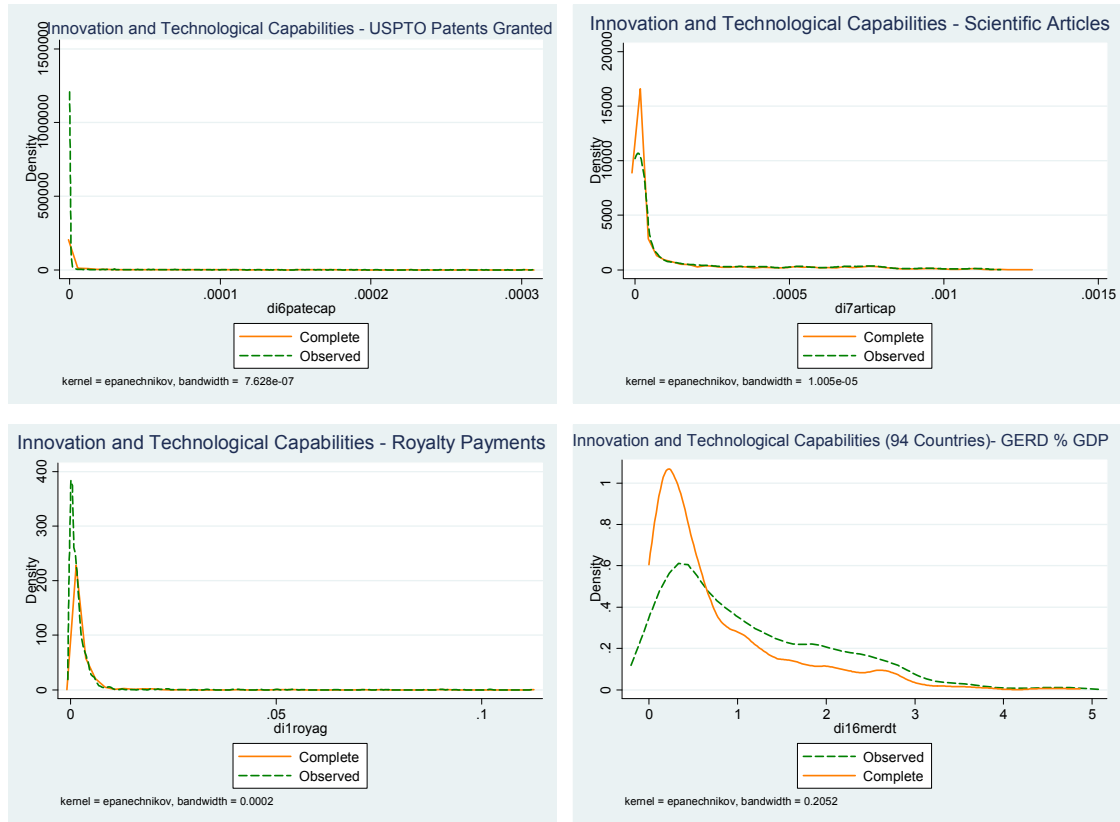 Innovation and Technological Capabilities - USPTO Patents Granted
1500000
1000000
500000
0
Density
0 .0001 .0002 .0003
di6patecap
Complete
Observed
kernel = epanechnikov, bandwidth = 7.628e-07
Innovation and Technological Capabilities - Scientific Articles
20000
15000
10000
5000
0
Density
0 .0005 .001 .0015
di7articap
Complete
Observed
kernel = epanechnikov, bandwidth = 1.005e-05
Innovation and Technological Capabilities - Royalty Payments
400
300
200
100
0
Density
0 .05 .1
di1royag
Complete
Observed
kernel = epanechnikov, bandwidth = 0.0002
Innovation and Technological Capabilities (94 Countries)- GERD % GDP
1
.8
.6
.4
.2
0
Density
0 1 2 3 4 5
di16merdt
Observed
Complete
kernel = epanechnikov, bandwidth = 0.2052